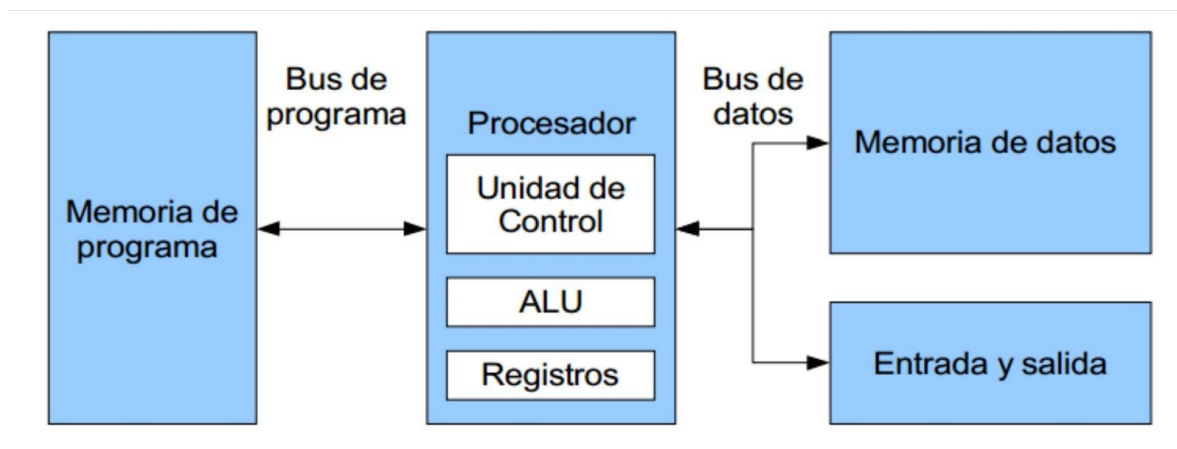 Memoria de
programa
Bus de
programa
Procesador
Unidad de
Control
ALU
Registros
Bus de
datos
Memoria de datos
Entrada y salida